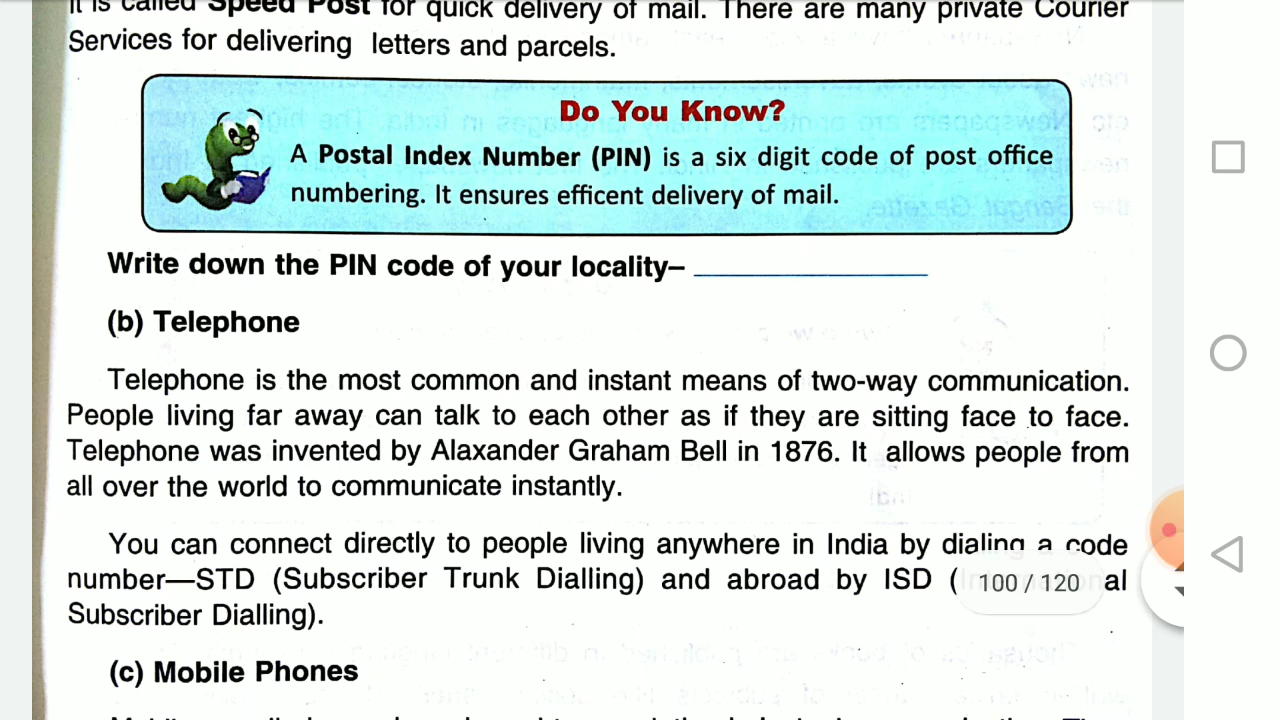 It is called Speed Post for quick delivery of mail. There are many private Courier
Services for delivering letters and parcels.
Do You Know?
A Postal Index Number (PIN) is a six digit code of post office
numbering. It ensures efficent delivery of mail.
Write down the PIN code of your locality–
(b) Telephone
Telephone is the most common and instant means of two-way communication.
People living far away can talk to each other as if they are sitting face to face.
Telephone was invented by Alaxander Graham Bell in 1876. It allows people from
all over the world to communicate instantly.
You can connect directly to people living anywhere in India by dialing a code
number—STD (Subscriber Trunk Dialling) and abroad by ISD ( al
100 / 120
Subscriber Dialling).
(c) Mobile Phones